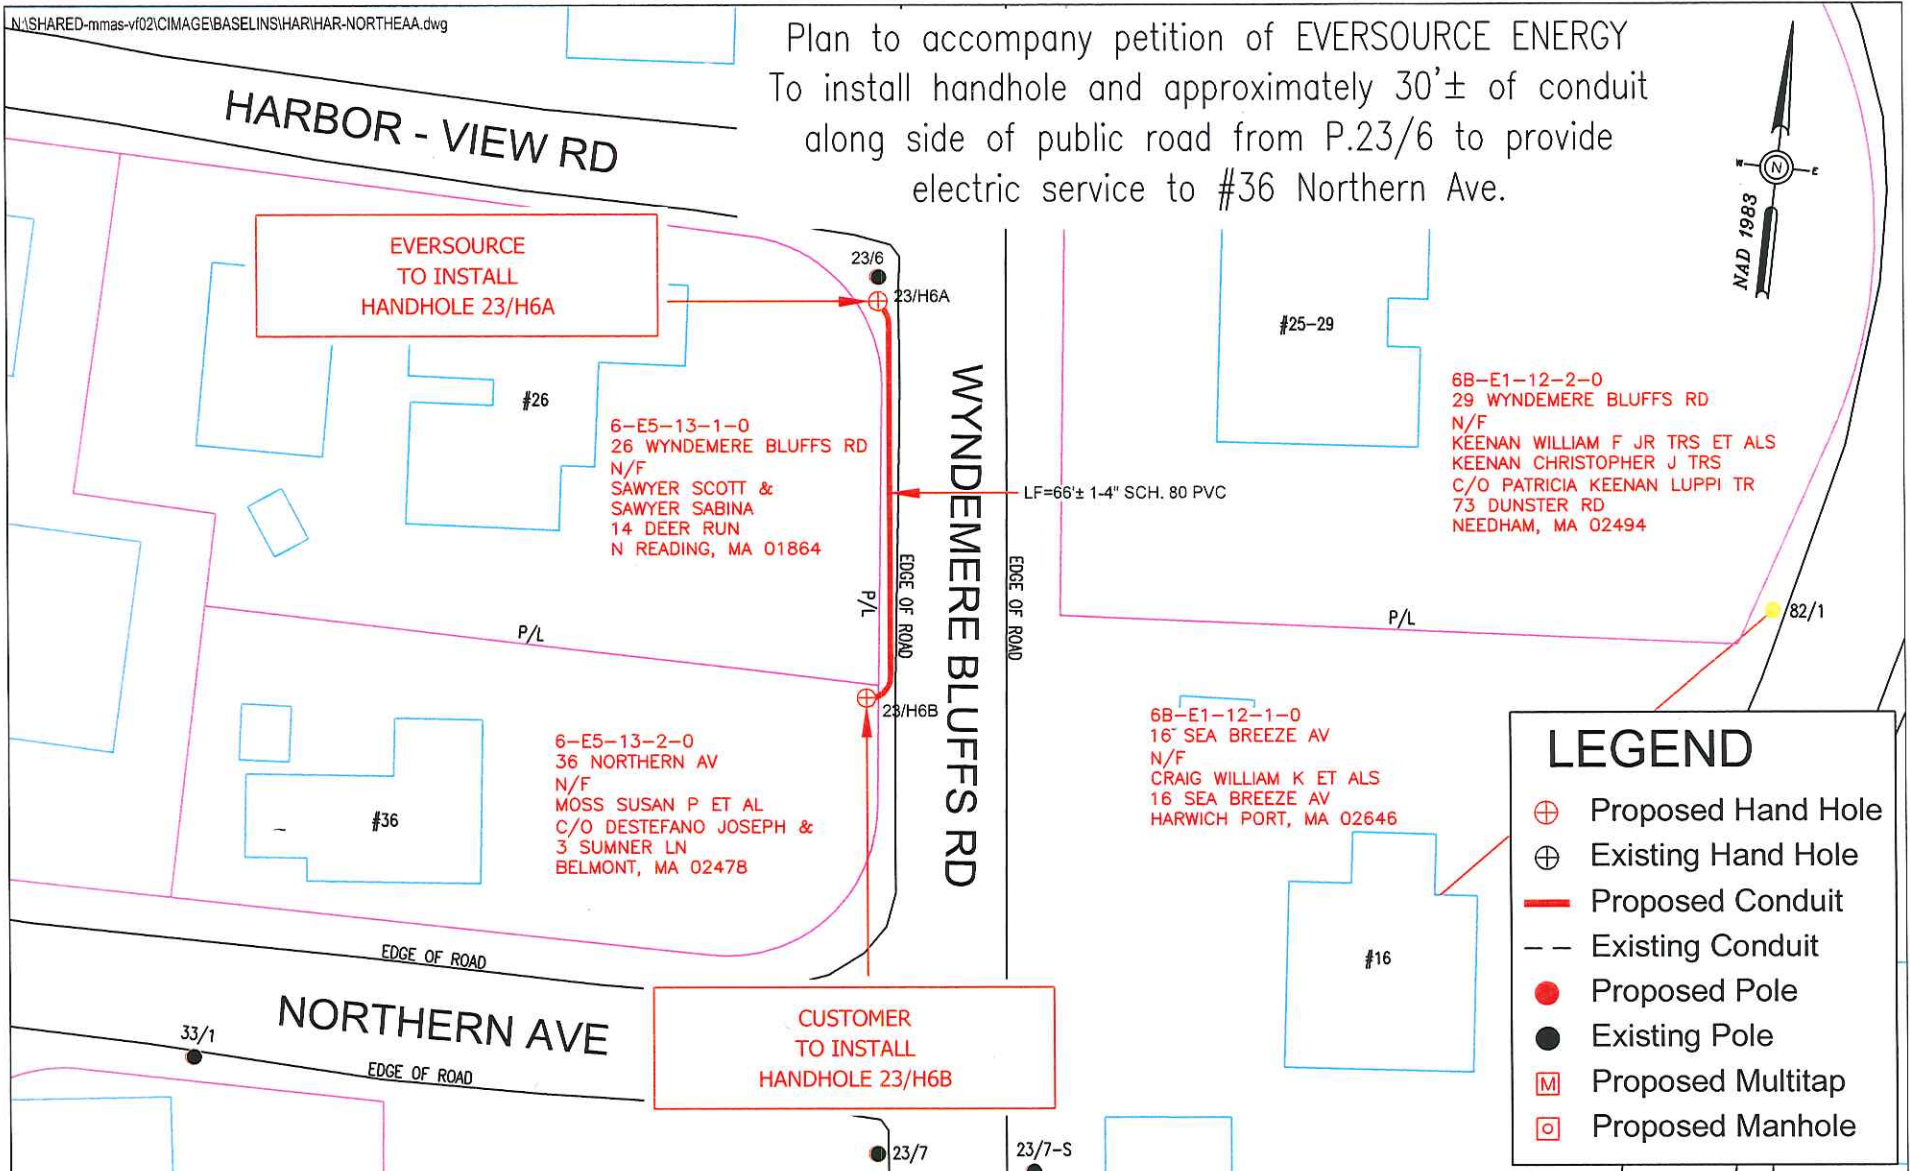 N:\SHARED-mmas-vf02\CIMAGE\BASELINS\HAR\HAR-NORTHEAA.dwg
Plan to accompany petition of EVERSOURCE ENERGY
To install handhole and approximately 30'± of conduit
along side of public road from P.23/6 to provide
electric service to #36 Northern Ave.
HARBOR - VIEW RD
W
N
E
NAD 1983
EVERSOURCE
TO INSTALL
HANDHOLE 23/H6A
23/6
23/H6A
#26
6-E5-13-1-0
26 WYNDEMERE BLUFFS RD
N/F
SAWYER SCOTT &
SAWYER SABINA
14 DEER RUN
N READING, MA 01864
WYNDEMERE BLUFFS RD
LF=66'± 1-4" SCH. 80 PVC
EDGE OF ROAD
EDGE OF ROAD
P/L
P/L
#25-29
6B-E1-12-2-0
29 WYNDEMERE BLUFFS RD
N/F
KEENAN WILLIAM F JR TRS ET ALS
KEENAN CHRISTOPHER J TRS
C/O PATRICIA KEENAN LUPPI TR
73 DUNSTER RD
NEEDHAM, MA 02494
P/L
82/1
23/H6B
6-E5-13-2-0
36 NORTHERN AV
N/F
MOSS SUSAN P ET AL
C/O DESTEFANO JOSEPH &
3 SUMNER LN
BELMONT, MA 02478
#36
6B-E1-12-1-0
16 SEA BREEZE AV
N/F
CRAIG WILLIAM K ET ALS
16 SEA BREEZE AV
HARWICH PORT, MA 02646
#16
EDGE OF ROAD
NORTHERN AVE
33/1
EDGE OF ROAD
CUSTOMER
TO INSTALL
HANDHOLE 23/H6B
23/7
23/7-S
LEGEND
Proposed Hand Hole
Existing Hand Hole
Proposed Conduit
Existing Conduit
Proposed Pole
Existing Pole
M Proposed Multitap
Proposed Manhole